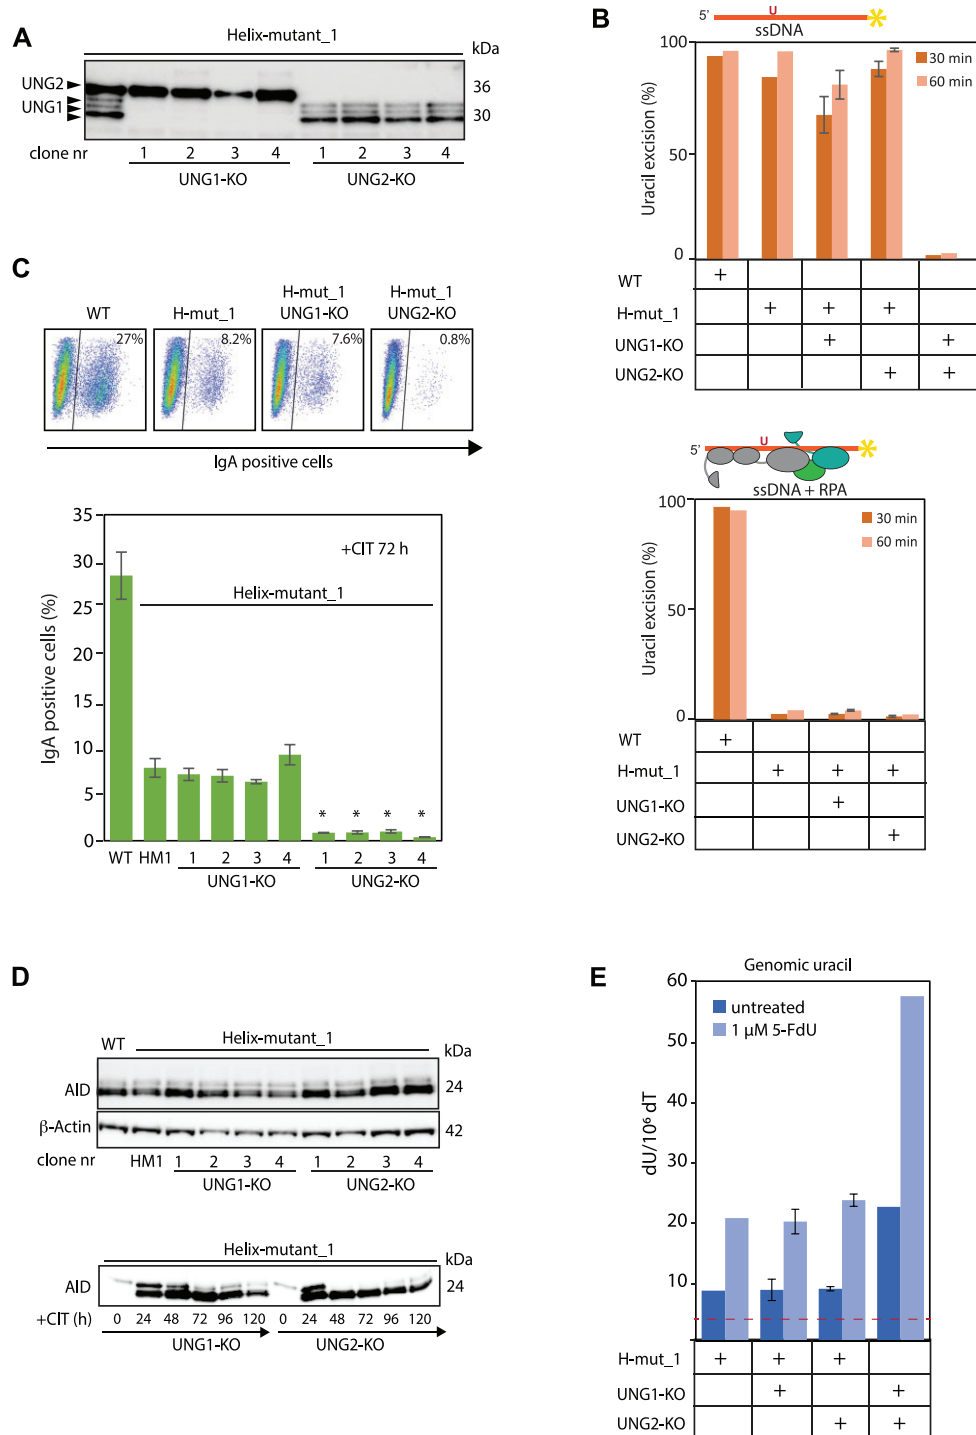 A
Helix-mutant_1
kDa
UNG2
36
UNG1
30
clone nr
1 2 3 4 1 2 3 4
UNG1-KO UNG2-KO
B
5' U
ssDNA
100
50
0
Uracil excision (%)
30 min
60 min
WT +
H-mut_1 + + +
UNG1-KO + +
UNG2-KO + +
5' U
ssDNA + RPA
100
50
0
Uracil excision (%)
30 min
60 min
WT +
H-mut_1 + + +
UNG1-KO +
UNG2-KO +
C
WT
H-mut_1
H-mut_1 UNG1-KO
H-mut_1 UNG2-KO
27% 8.2% 7.6% 0.8%
IgA positive cells
35
30
25
20
15
10
5
0
IgA positive cells (%)
+CIT 72 h
Helix-mutant_1
* * * *
WT HM1 1 2 3 4 1 2 3 4
UNG1-KO UNG2-KO
D
WT Helix-mutant_1
kDa
AID 24
β-Actin 42
clone nr HM1 1 2 3 4 1 2 3 4
UNG1-KO UNG2-KO
Helix-mutant_1
kDa
AID 24
+CIT (h) 0 24 48 72 96 120 0 24 48 72 96 120
UNG1-KO UNG2-KO
E
Genomic uracil
60
50
40
30
20
10
dU/10⁶ dT
untreated
1 µM 5-FdU
H-mut_1 + + +
UNG1-KO + +
UNG2-KO + +